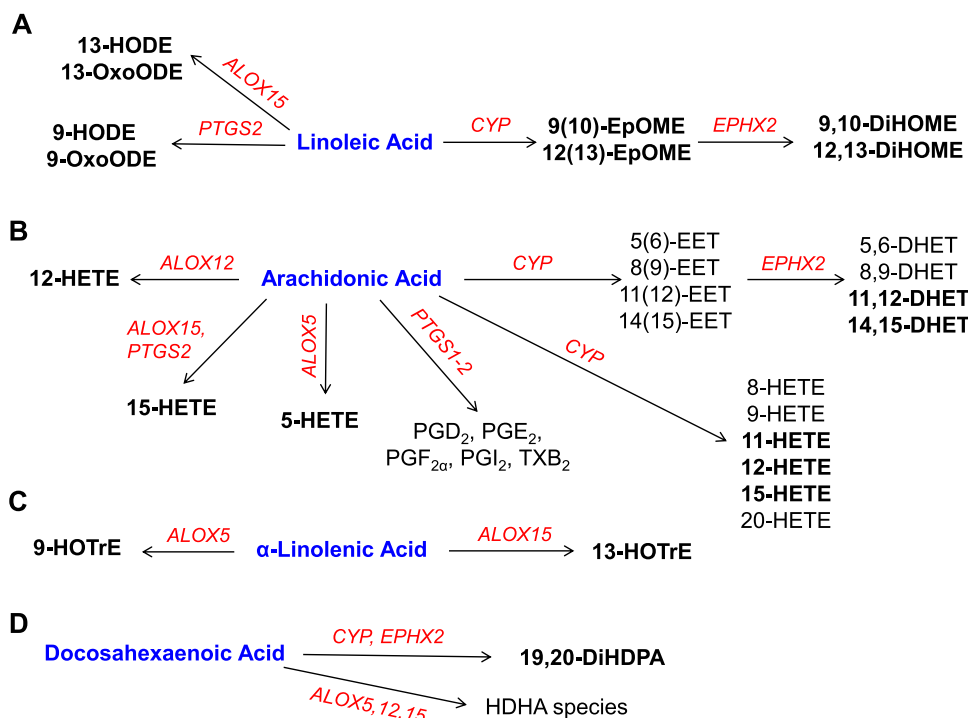 A
13-HODE
13-OxoODE
ALOX15
9-HODE
9-OxoODE
PTGS2
Linoleic Acid
CYP
9(10)-EpOME
12(13)-EpOME
EPHX2
9,10-DiHOME
12,13-DiHOME
B
12-HETE
ALOX12
Arachidonic Acid
CYP
5(6)-EET
8(9)-EET
11(12)-EET
14(15)-EET
EPHX2
5,6-DHET
8,9-DHET
11,12-DHET
14,15-DHET
ALOX15,
PTGS2
15-HETE
ALOX5
5-HETE
PTGS1-2
PGD₂, PGE₂,
PGF₂α, PGI₂, TXB₂
CYP
8-HETE
9-HETE
11-HETE
12-HETE
15-HETE
20-HETE
C
9-HOTrE
ALOX5
α-Linolenic Acid
ALOX15
13-HOTrE
D
Docosahexaenoic Acid
CYP, EPHX2
19,20-DiHDPA
ALOX5,12,15
HDHA species